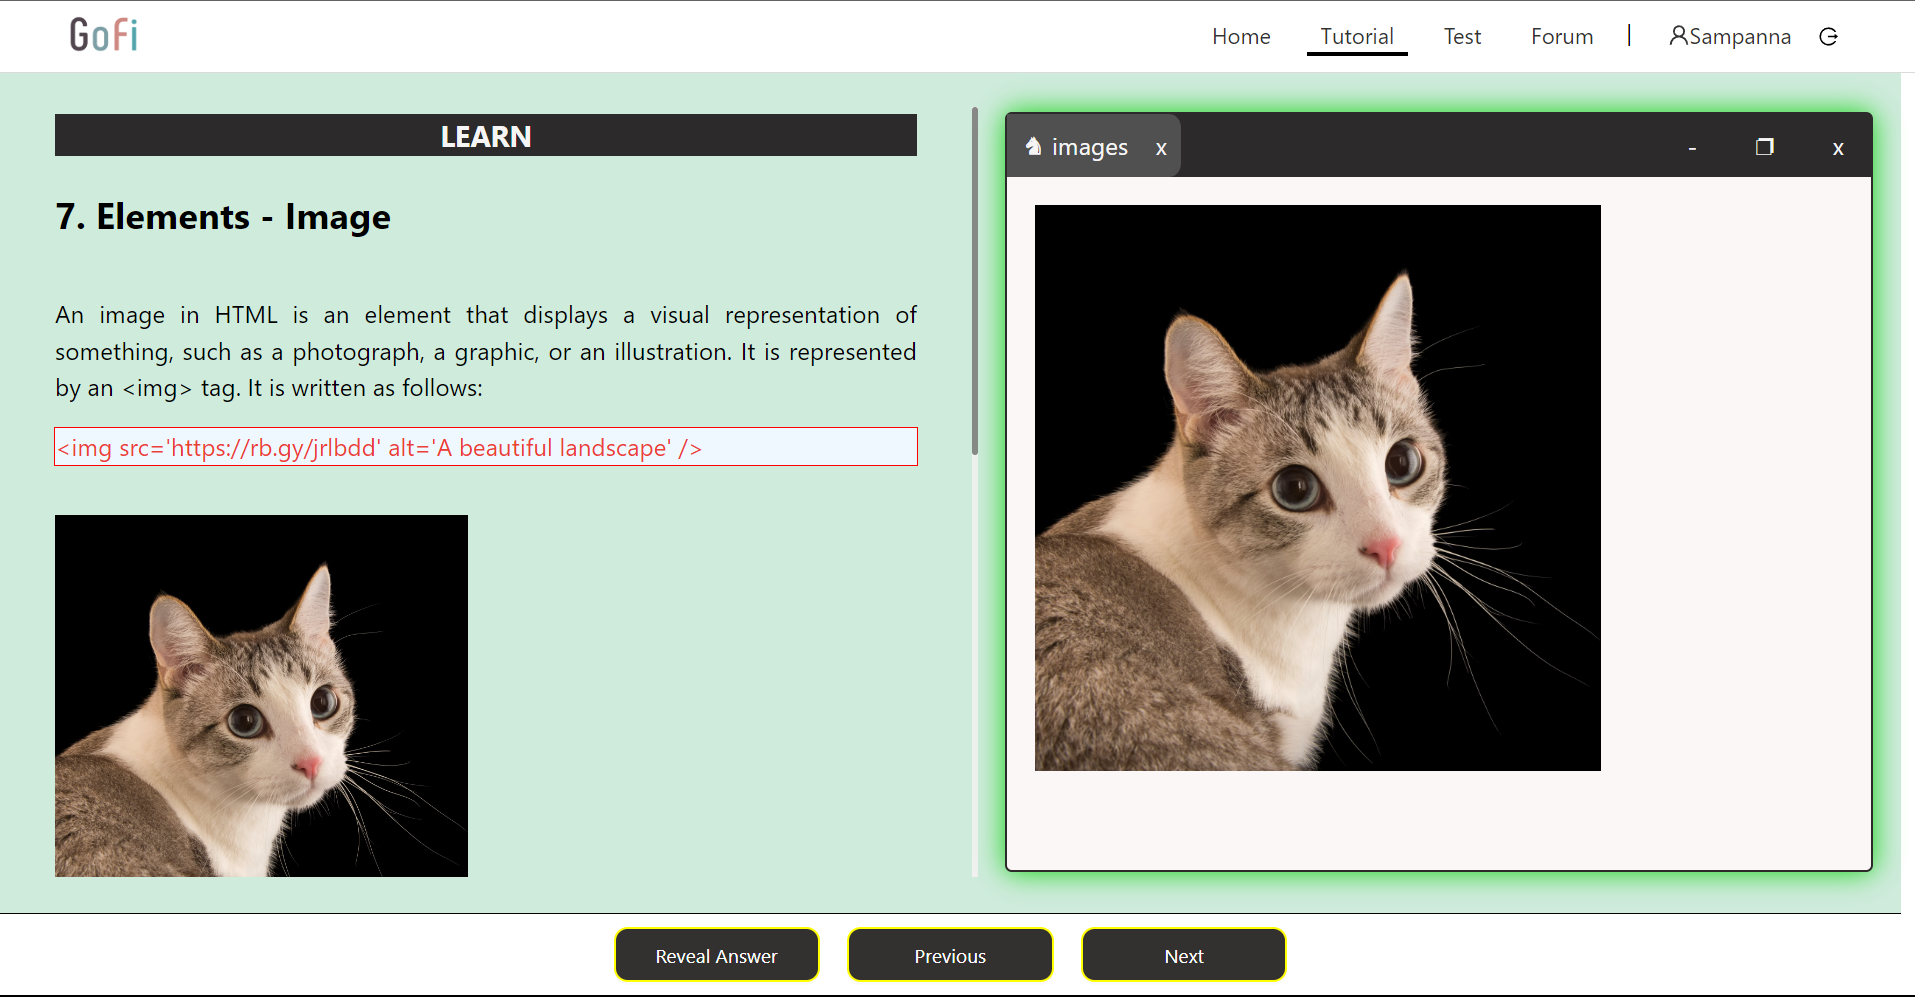 GoFi
Home Tutorial Test Forum | Sampanna
LEARN
7. Elements - Image
An image in HTML is an element that displays a visual representation of
something, such as a photograph, a graphic, or an illustration. It is represented
by an <img> tag. It is written as follows:
<img src='https://rb.gy/jrlbdd' alt='A beautiful landscape' />
images x - x
Reveal Answer Previous Next